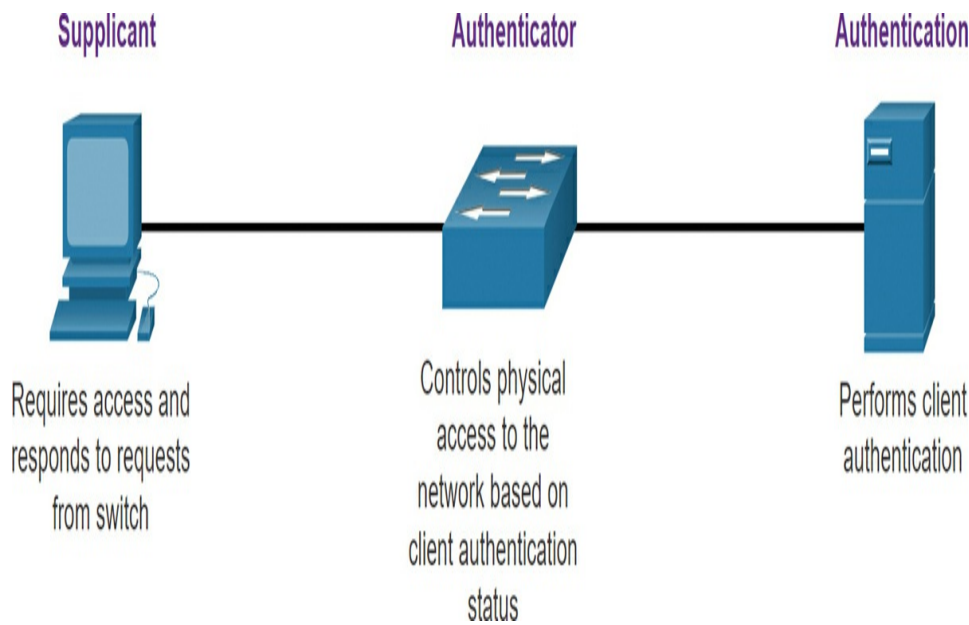 Supplicant
Authenticator
Authentication
Requires access and
responds to requests
from switch
Controls physical
access to the
network based on
client authentication
status
Performs client
authentication